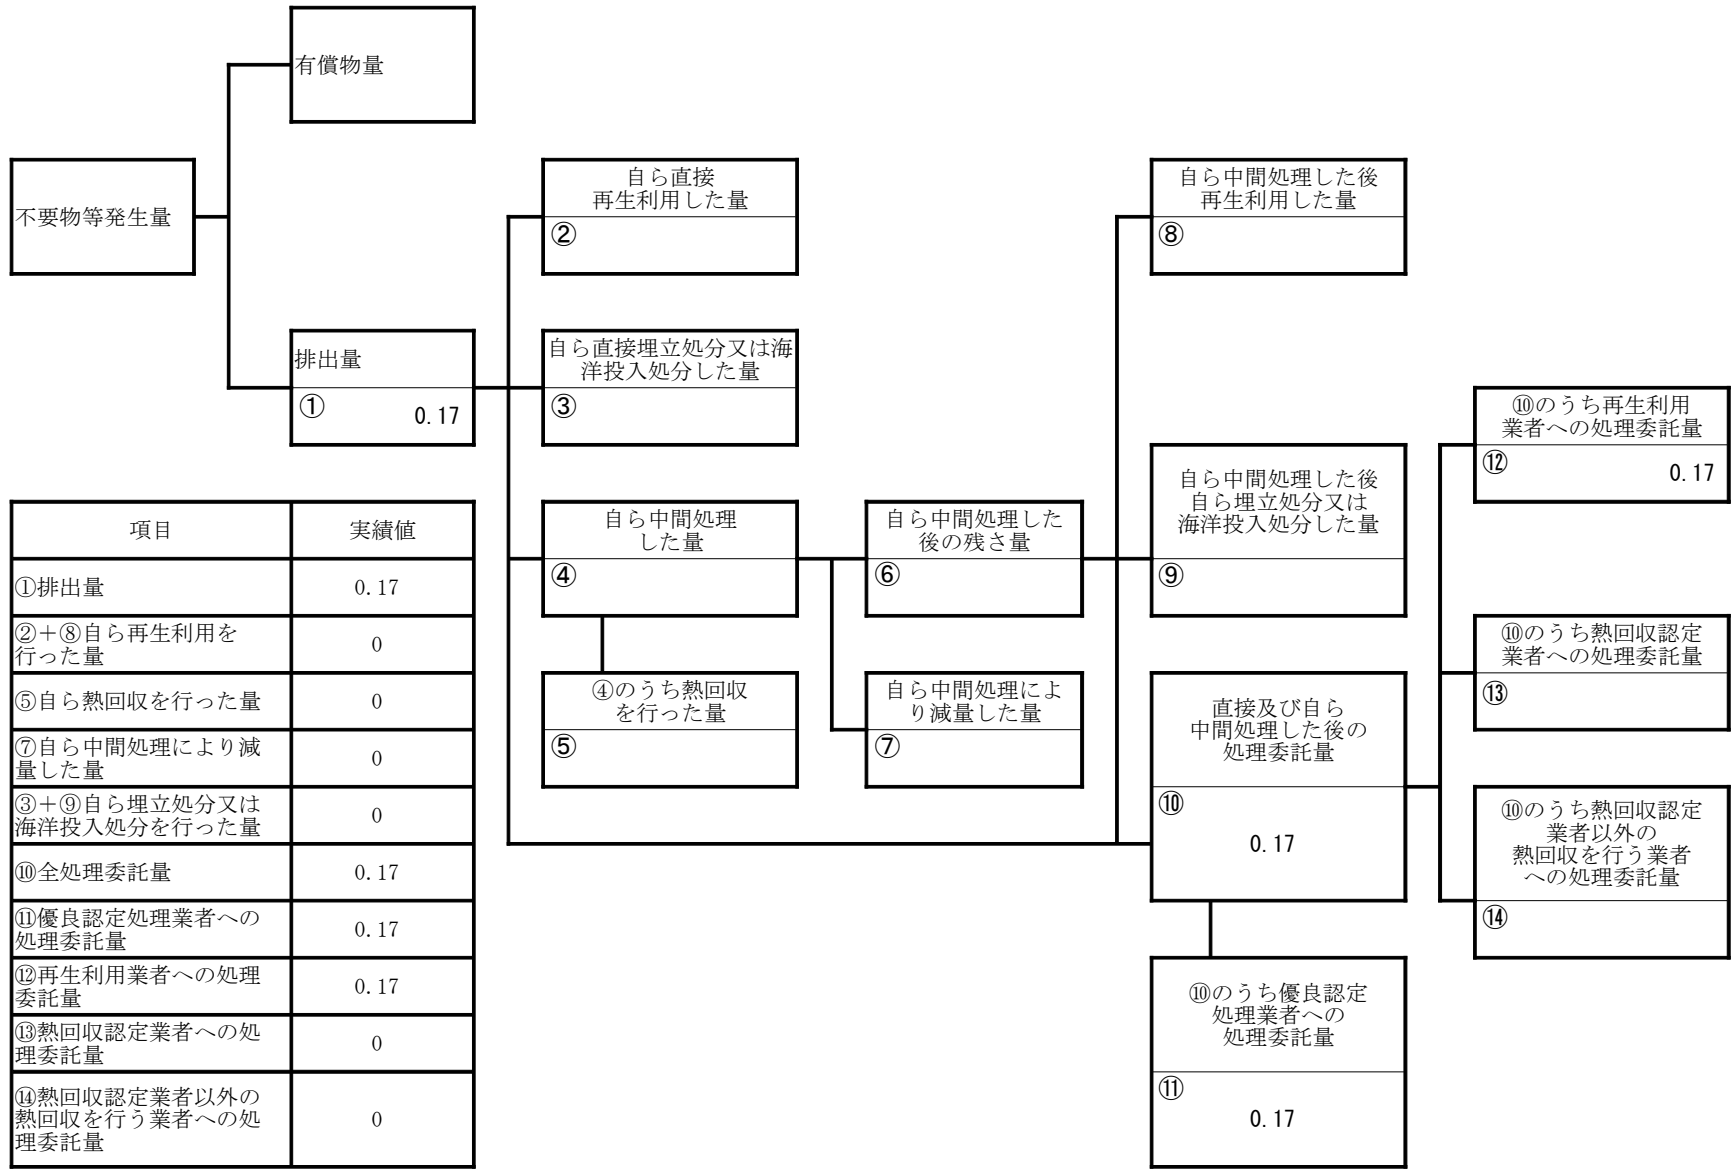 有償物量
不要物等発生量
自ら直接
再生利用した量
②
自ら中間処理した後
再生利用した量
⑧
排出量
①
0.17
自ら直接埋立処分又は海
洋投入処分した量
③
⑩のうち再生利用
業者への処理委託量
⑫
0.17
自ら中間処理
した量
④
自ら中間処理した
後の残さ量
⑥
自ら中間処理した後
自ら埋立処分又は
海洋投入処分した量
⑨
⑩のうち熱回収認定
業者への処理委託量
⑬
④のうち熱回収
を行った量
⑤
自ら中間処理によ
り減量した量
⑦
直接及び自ら
中間処理した後の
処理委託量
⑩
0.17
⑩のうち熱回収認定
業者以外の
熱回収を行う業者
への処理委託量
⑭
⑩のうち優良認定
処理業者への
処理委託量
⑪
0.17
項目 実績値
①排出量 0.17
②＋⑧自ら再生利用を
行った量 0
⑤自ら熱回収を行った量 0
⑦自ら中間処理により減
量した量 0
③＋⑨自ら埋立処分又は
海洋投入処分を行った量 0
⑩全処理委託量 0.17
⑪優良認定処理業者への
処理委託量 0.17
⑫再生利用業者への処理
委託量 0.17
⑬熱回収認定業者への処
理委託量 0
⑭熱回収認定業者以外の
熱回収を行う業者への処
理委託量 0